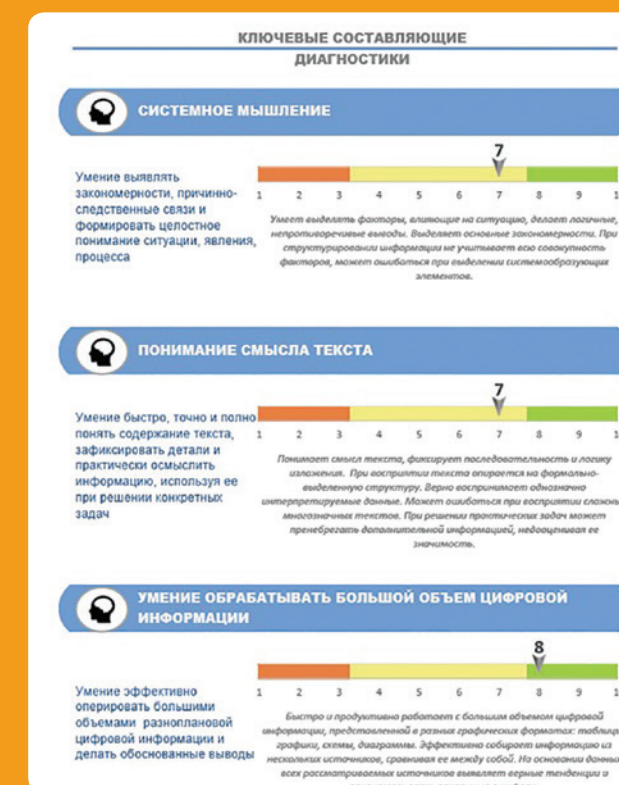 КЛЮЧЕВЫЕ СОСТАВЛЯЮЩИЕ
ДИАГНОСТИКИ
СИСТЕМНОЕ МЫШЛЕНИЕ
Умение выявлять
закономерности, причинно-
следственные связи и
формировать целостное
понимание ситуации, явления,
процесса
7
1 2 3 4 5 6 7 8 9 1
Умеет выделять факторы, влияющие на ситуацию, делает логичные,
непротиворечивые выводы. Выделяет основные закономерности. При
структурировании информации не учитывает всю совокупность
факторов, может ошибаться при выделении системообразующих
элементов.
ПОНИМАНИЕ СМЫСЛА ТЕКСТА
Умение быстро, точно и полно
понять содержание текста,
зафиксировать детали и
практически осмыслить
информацию, используя ее
при решении конкретных
задач
7
1 2 3 4 5 6 7 8 9 1
Понимает смысл текста, фиксирует последовательность и логику
изложения. При восприятии текста опирается на формально-
выделенную структуру. Верно воспринимает однозначно
интерпретируемые данные. Может ошибаться при восприятии сложны
многозначных текстов. При решении практических задач может
пренебрегать дополнительной информацией, недооценивая ее
значимость.
УМЕНИЕ ОБРАБАТЫВАТЬ БОЛЬШОЙ ОБЪЕМ ЦИФРОВОЙ
ИНФОРМАЦИИ
Умение эффективно
оперировать большими
объемами разноплановой
цифровой информации и
делать обоснованные выводы
8
1 2 3 4 5 6 7 8 9 1
Быстро и продуктивно работает с большим объемом цифровой
информации, представленной в разных графических форматах: таблиц
графики, схемы, диаграммы. Эффективно собирает информацию из
нескольких источников, сравнивая ее между собой. На основании данны
всех рассматриваемых источников выявляет верные тенденции и